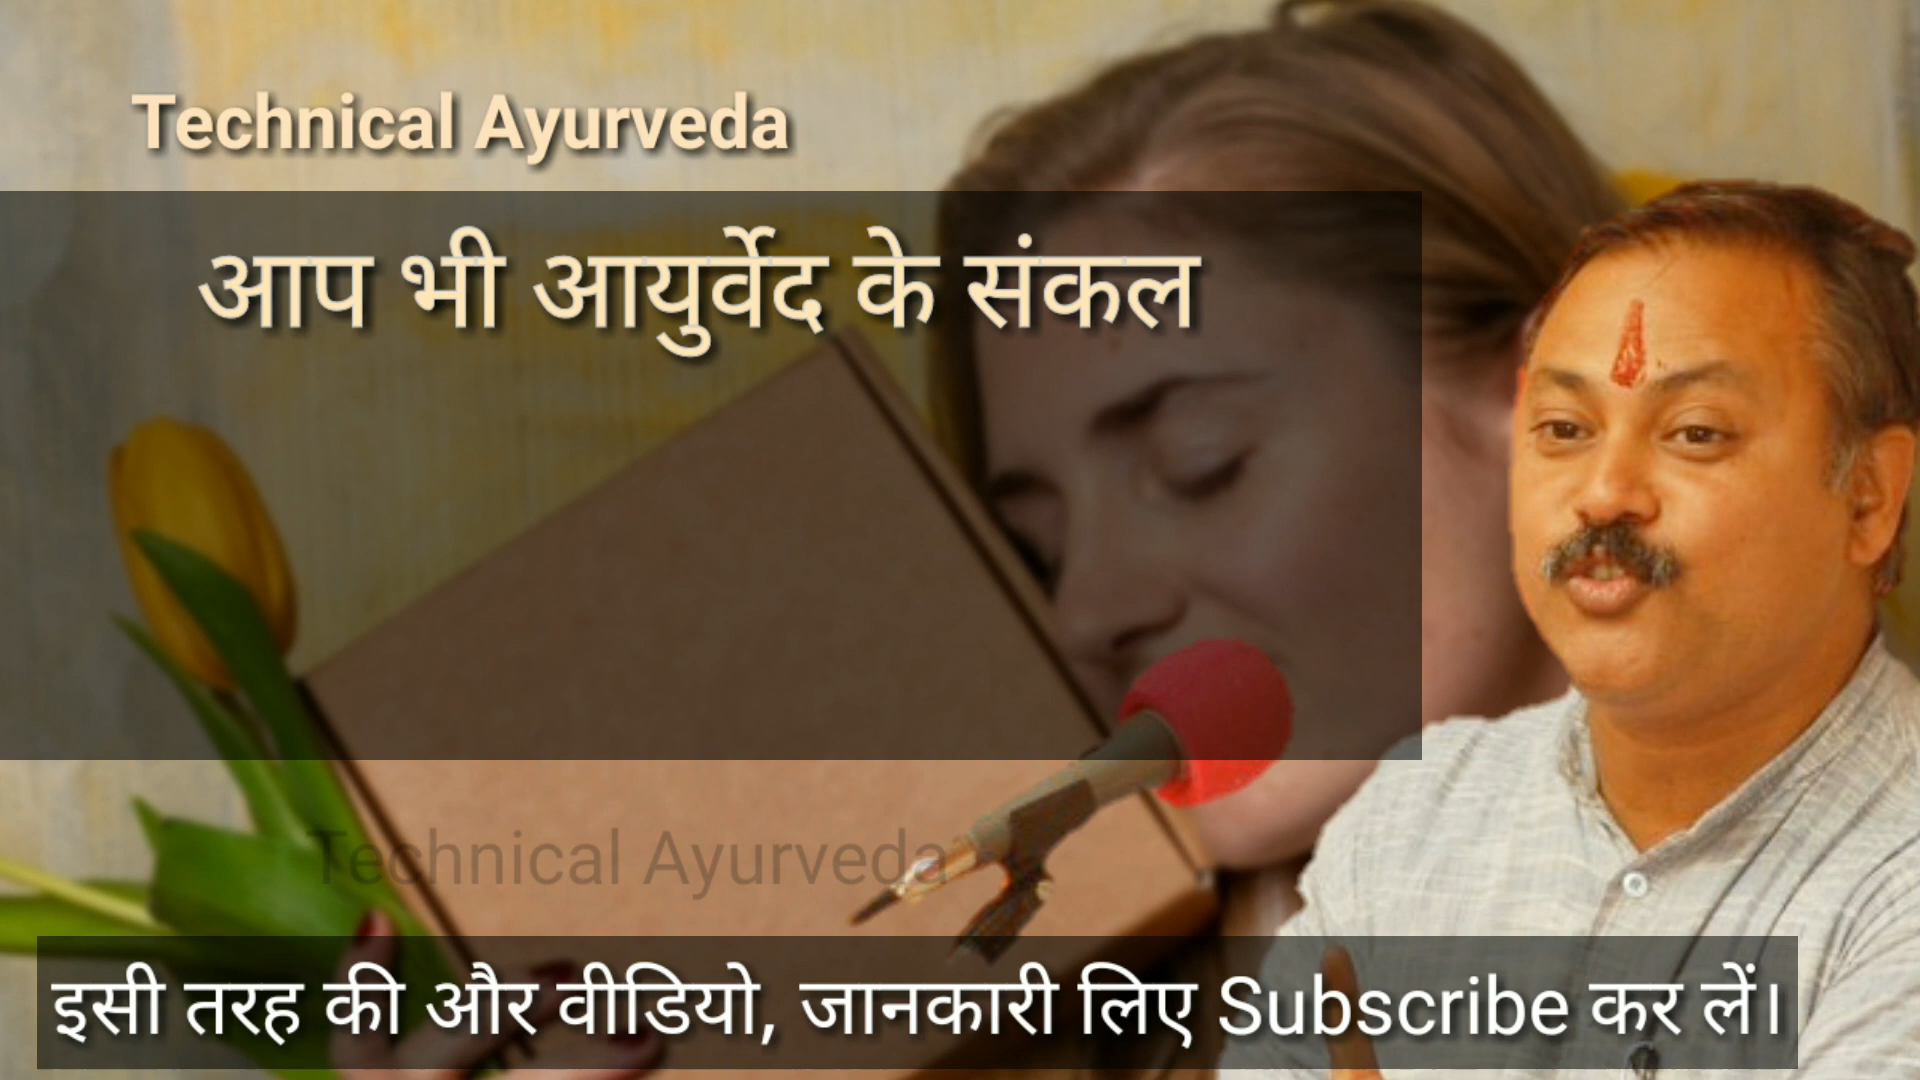 Technical Ayurveda
आप भी आयुर्वेद के संकल
Technical Ayurveda
इसी तरह की और वीडियो, जानकारी लिए Subscribe कर लें।